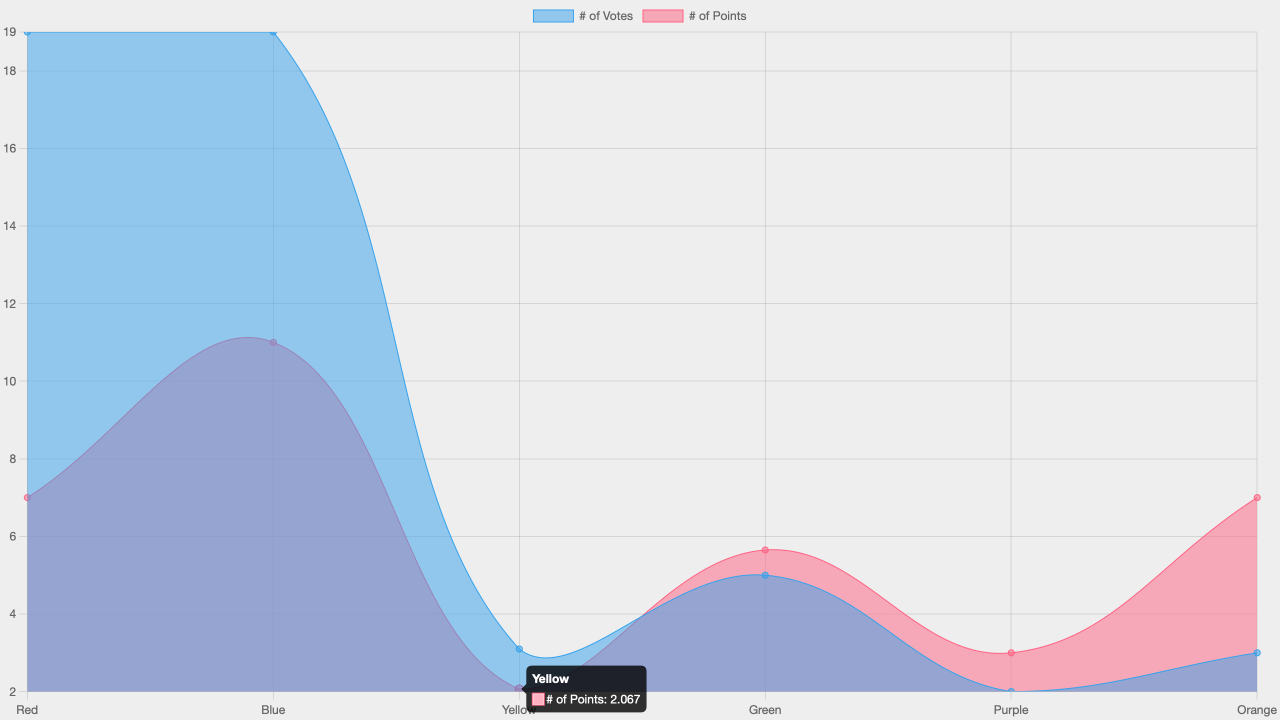 # of Votes # of Points
19
18
16
14
12
10
8
6
4
2
Yellow
# of Points: 2.067
Red Blue Yellow Green Purple Orange